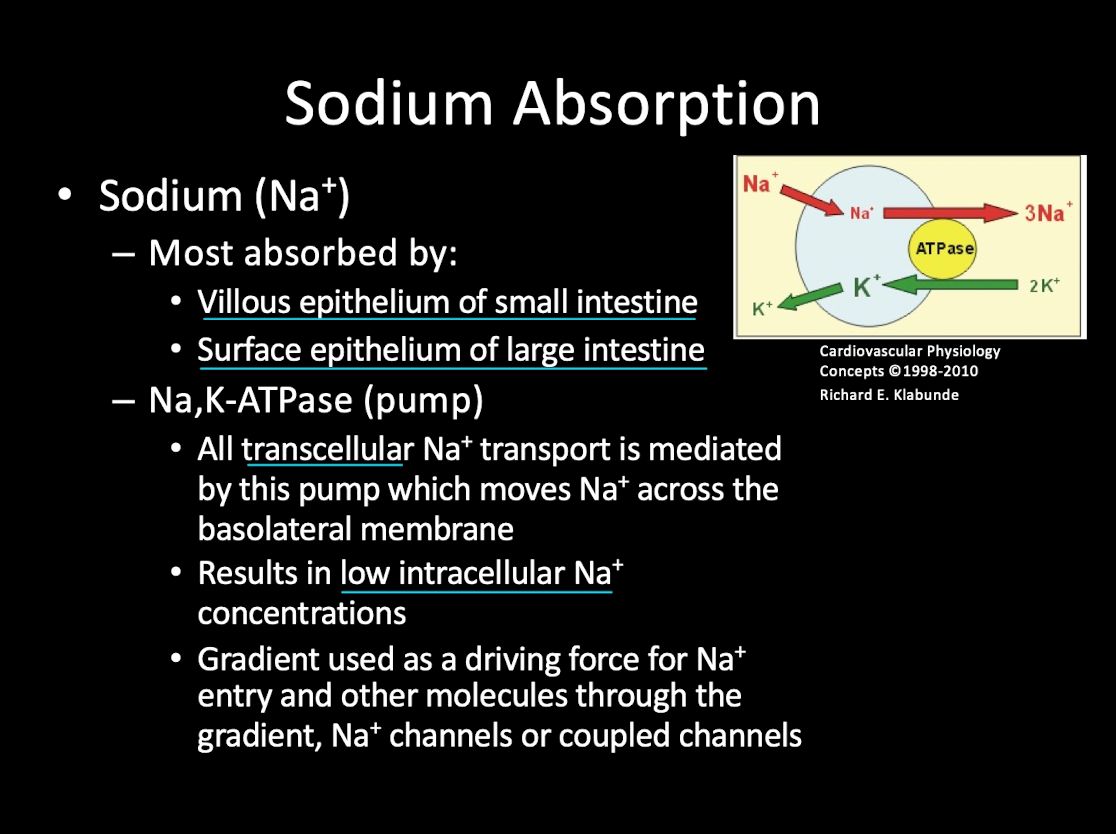 Sodium Absorption
• Sodium (Na⁺)
– Most absorbed by:
• Villous epithelium of small intestine
• Surface epithelium of large intestine
– Na,K-ATPase (pump)
• All transcellular Na⁺ transport is mediated
by this pump which moves Na⁺ across the
basolateral membrane
• Results in low intracellular Na⁺
concentrations
• Gradient used as a driving force for Na⁺
entry and other molecules through the
gradient, Na⁺ channels or coupled channels
Na⁺
Na⁺
3Na⁺
ATPase
K⁺
K⁺
2K⁺
Cardiovascular Physiology
Concepts ©1998-2010
Richard E. Klabunde